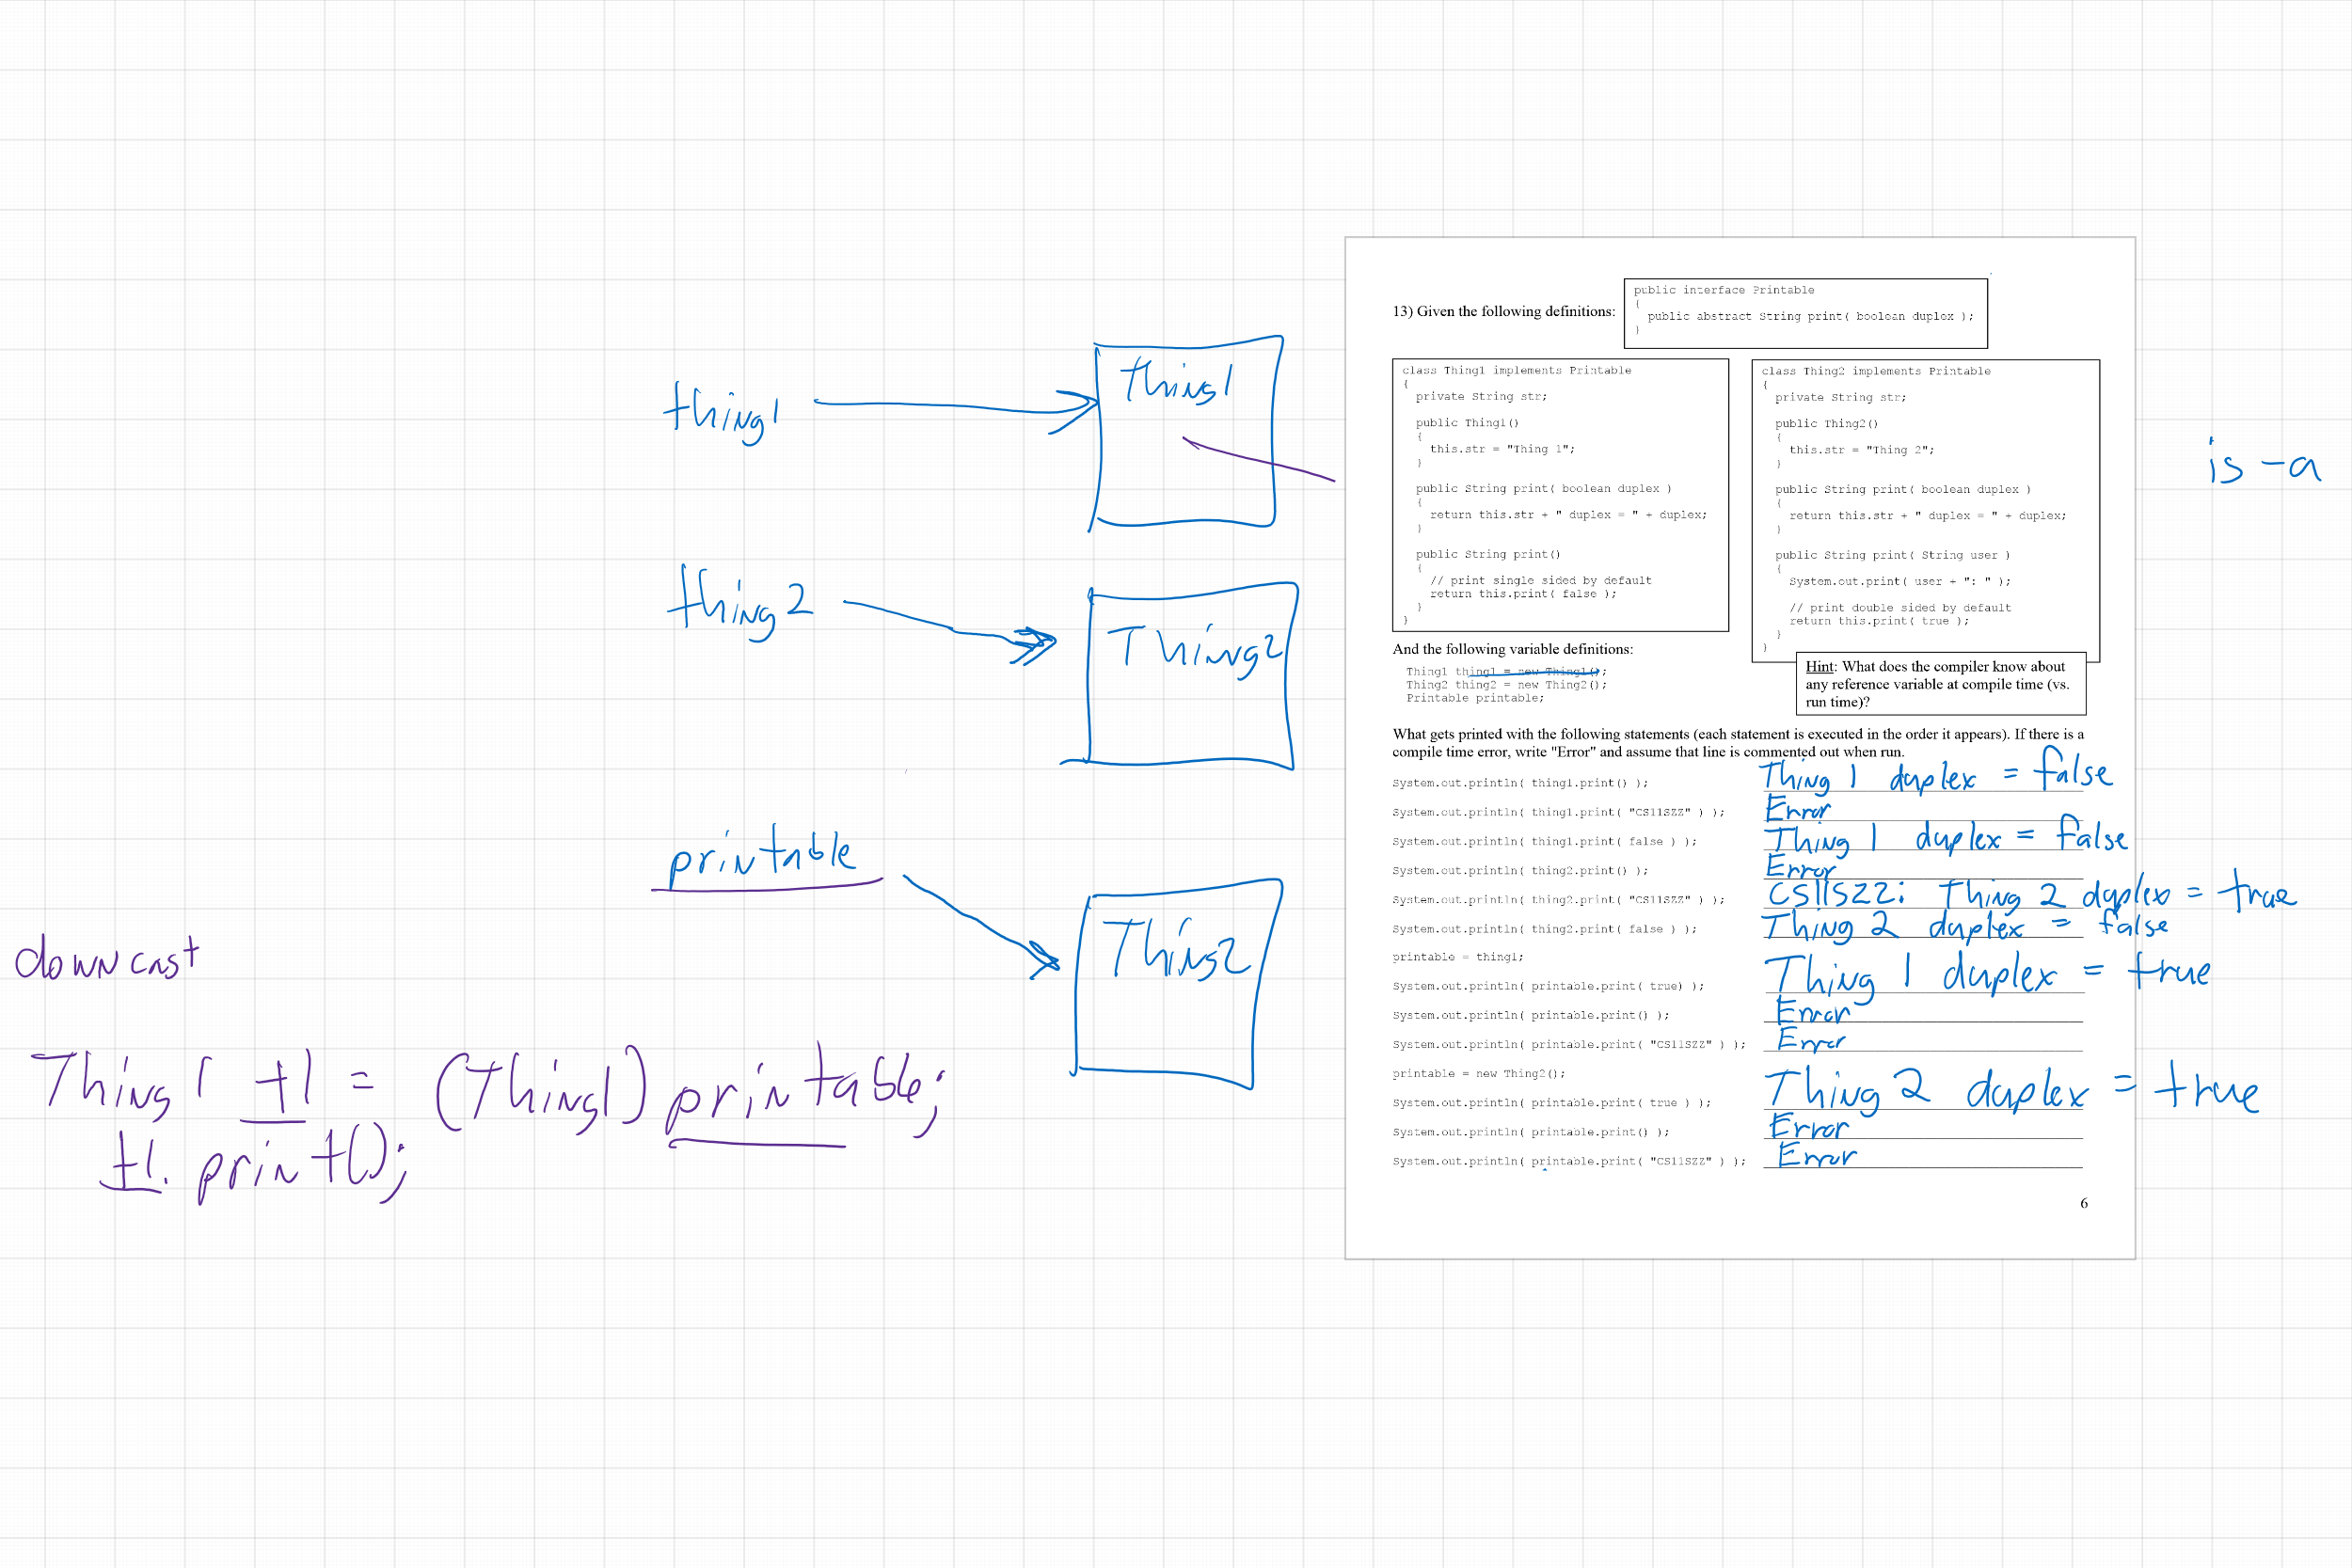 thing1
thing1
thing2
Thing2
printable
Thing2
downcast
Thing1 t1 = (Thing1) printable;
t1. print();
is-a
13) Given the following definitions:
public interface Printable
{
public abstract String print( boolean duplex );
}
class Thing1 implements Printable
{
private String str;
public Thing1()
{
this.str = "Thing 1";
}
public String print( boolean duplex )
{
return this.str + " duplex = " + duplex;
}
public String print()
{
// print single sided by default
return this.print( false );
}
}
class Thing2 implements Printable
{
private String str;
public Thing2()
{
this.str = "Thing 2";
}
public String print( boolean duplex )
{
return this.str + " duplex = " + duplex;
}
public String print( String user )
{
System.out.print( user + ": " );
// print double sided by default
return this.print( true );
}
}
And the following variable definitions:
Thing1 thing1 = new Thing1();
Thing2 thing2 = new Thing2();
Printable printable;
Hint: What does the compiler know about
any reference variable at compile time (vs.
run time)?
What gets printed with the following statements (each statement is executed in the order it appears). If there is a
compile time error, write "Error" and assume that line is commented out when run.
System.out.println( thing1.print() ); Thing 1 duplex = false
System.out.println( thing1.print( "CS11SZZ" ) ); Error
System.out.println( thing1.print( false ) ); Thing 1 duplex = false
System.out.println( thing2.print() ); Error
System.out.println( thing2.print( "CS11SZZ" ) ); CS11SZZ: Thing 2 duplex = true
System.out.println( thing2.print( false ) ); Thing 2 duplex = false
printable = thing1;
System.out.println( printable.print( true) ); Thing 1 duplex = true
System.out.println( printable.print() ); Error
System.out.println( printable.print( "CS11SZZ" ) ); Error
printable = new Thing2();
System.out.println( printable.print( true ) ); Thing 2 duplex = true
System.out.println( printable.print() ); Error
System.out.println( printable.print( "CS11SZZ" ) ); Error
6